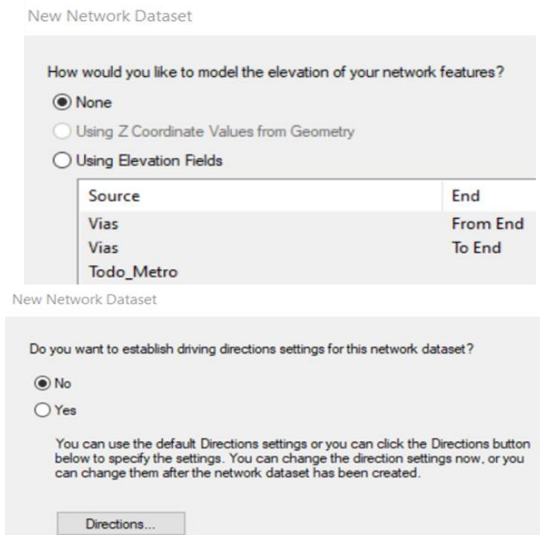 New Network Dataset
How would you like to model the elevation of your network features?
None
Using Z Coordinate Values from Geometry
Using Elevation Fields
Source End
Vias From End
Vias To End
Todo_Metro
New Network Dataset
Do you want to establish driving directions settings for this network dataset?
No
Yes
You can use the default Directions settings or you can click the Directions button
below to specify the settings. You can change the direction settings now, or you
can change them after the network dataset has been created.
Directions...